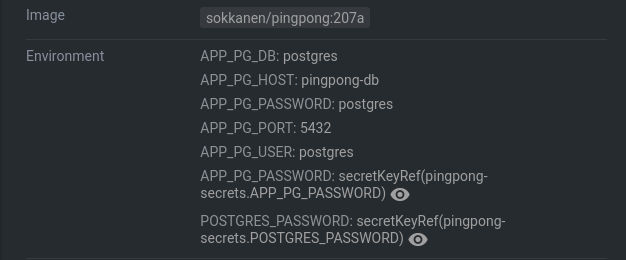 Image
sokkanen/pingpong:207a
Environment
APP_PG_DB: postgres
APP_PG_HOST: pingpong-db
APP_PG_PASSWORD: postgres
APP_PG_PORT: 5432
APP_PG_USER: postgres
APP_PG_PASSWORD: secretKeyRef(pingpong-
secrets.APP_PG_PASSWORD)
POSTGRES_PASSWORD: secretKeyRef(pingpong-
secrets.POSTGRES_PASSWORD)